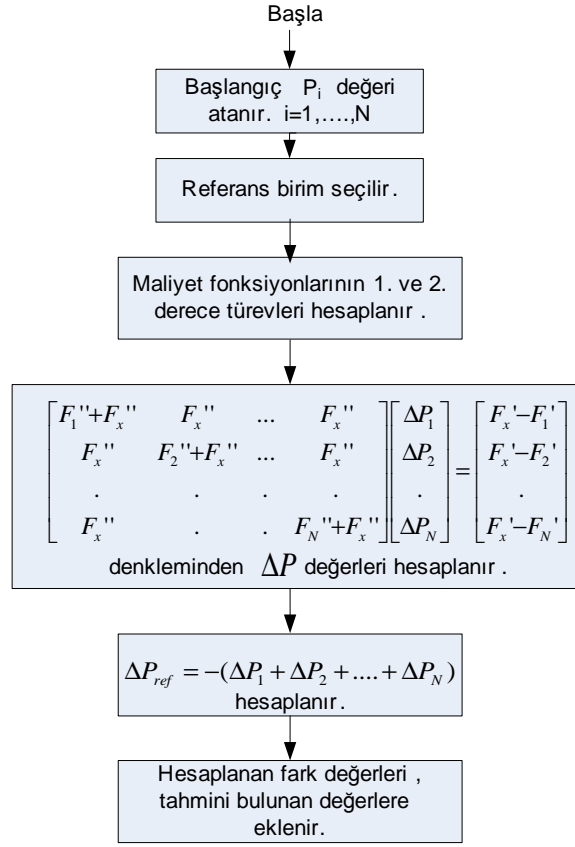 Başla
Başlangıç P_i değeri
atanır. i=1,....,N
Referans birim seçilir.
Maliyet fonksiyonlarının 1. ve 2.
derece türevleri hesaplanır .
[F_1''+F_x'' F_x'' ... F_x''] [ΔP_1] [F_x'-F_1']
[F_x'' F_2''+F_x'' ... F_x''] [ΔP_2] = [F_x'-F_2']
[. . . .] [.] [.]
[F_x'' . . F_N''+F_x''] [ΔP_N] [F_x'-F_N']
denkleminden ΔP değerleri hesaplanır .
ΔP_ref = -(ΔP_1 + ΔP_2 + .... + ΔP_N)
hesaplanır.
Hesaplanan fark değerleri ,
tahmini bulunan değerlere
eklenir.